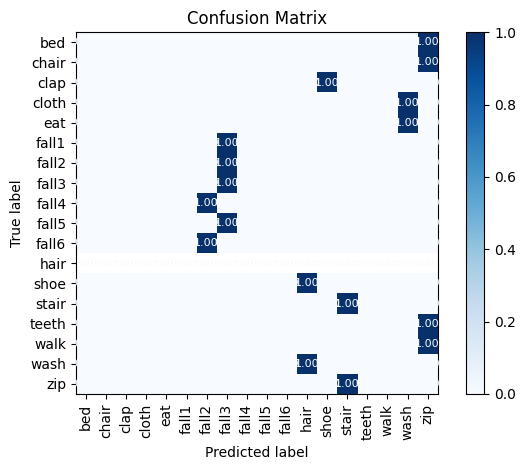 Confusion Matrix
True label
bed 1.00
chair 1.00
clap 1.00
cloth 1.00
eat 1.00
fall1 1.00
fall2 1.00
fall3 1.00
fall4 1.00
fall5 1.00
fall6 1.00
hair
shoe 1.00
stair 1.00
teeth 1.00
walk 1.00
wash 1.00
zip 1.00
bed chair clap cloth eat fall1 fall2 fall3 fall4 fall5 fall6 hair shoe stair teeth walk wash zip
Predicted label
1.0
0.8
0.6
0.4
0.2
0.0